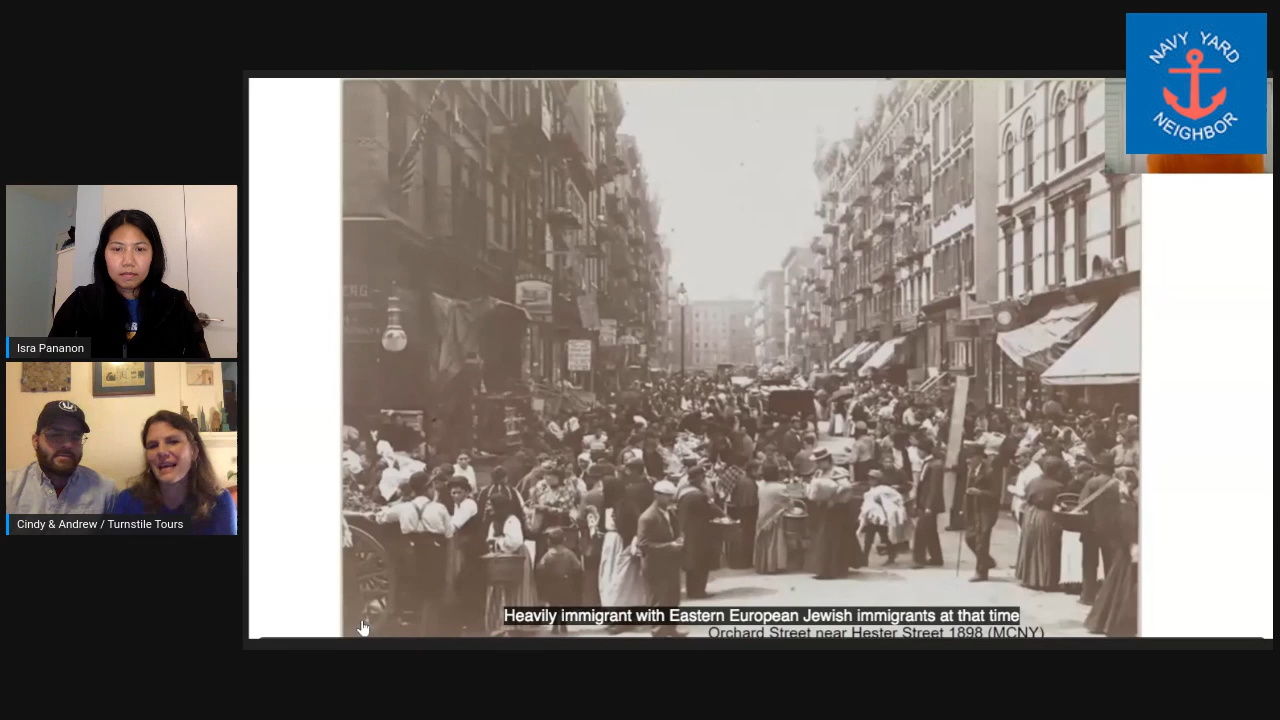 NAVY YARD
NEIGHBOR
Isra Pananon
Cindy & Andrew / Turnstile Tours
Heavily immigrant with Eastern European Jewish immigrants at that time
Orchard Street near Hester Street 1898 (MCNY)